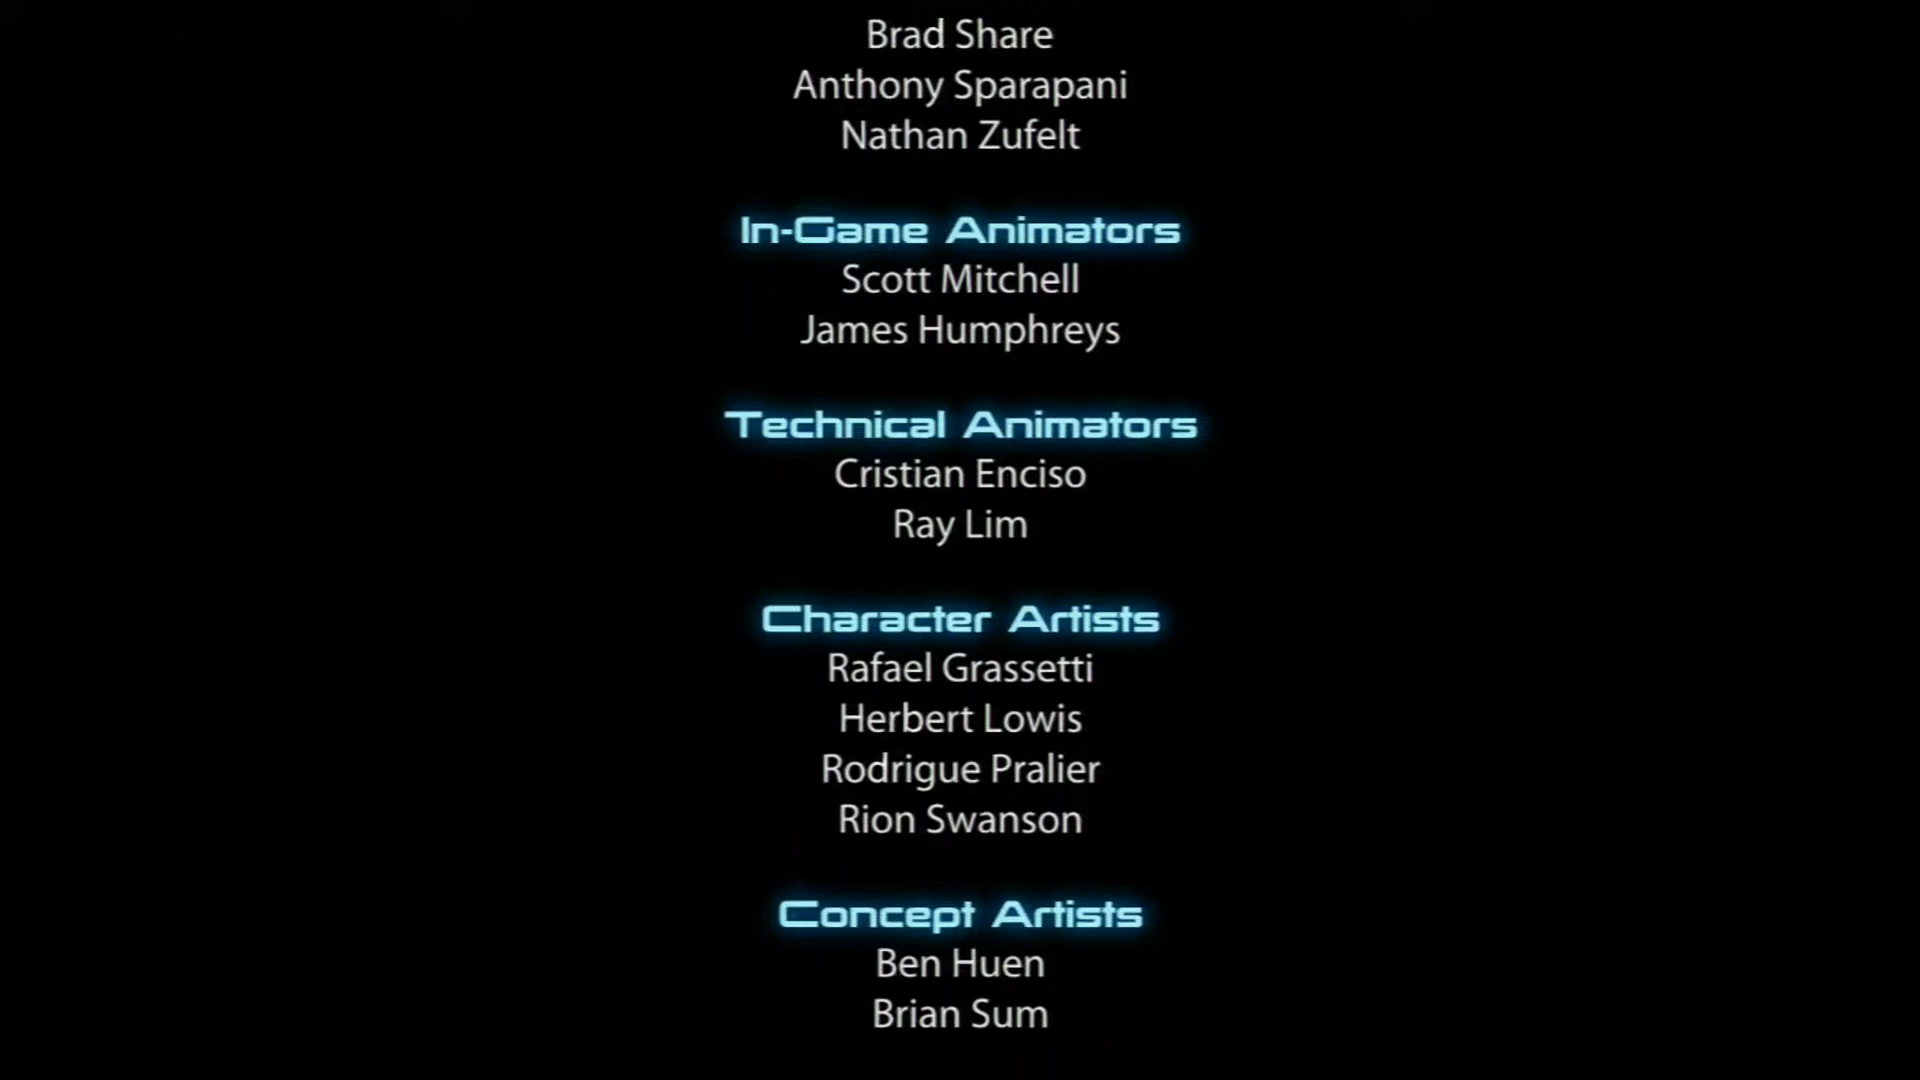 Brad Share
Anthony Sparapani
Nathan Zufelt
In-Game Animators
Scott Mitchell
James Humphreys
Technical Animators
Cristian Enciso
Ray Lim
Character Artists
Rafael Grassetti
Herbert Lowis
Rodrigue Pralier
Rion Swanson
Concept Artists
Ben Huen
Brian Sum